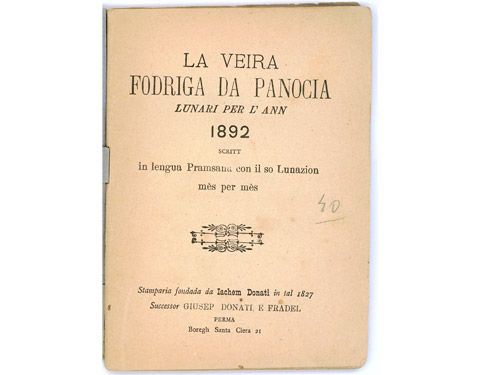 LA VEIRA
FODRIGA DA PANOCIA
LUNARI PER L' ANN
1892
SCRITT
in lengua Pramsana con il so Lunazion
mès per mès
40
Stamparia fondada da Iachem Donati in tal 1827
Successor GIUSEP DONATI, E FRADEL
PERMA
Boregh Santa Ciera 21